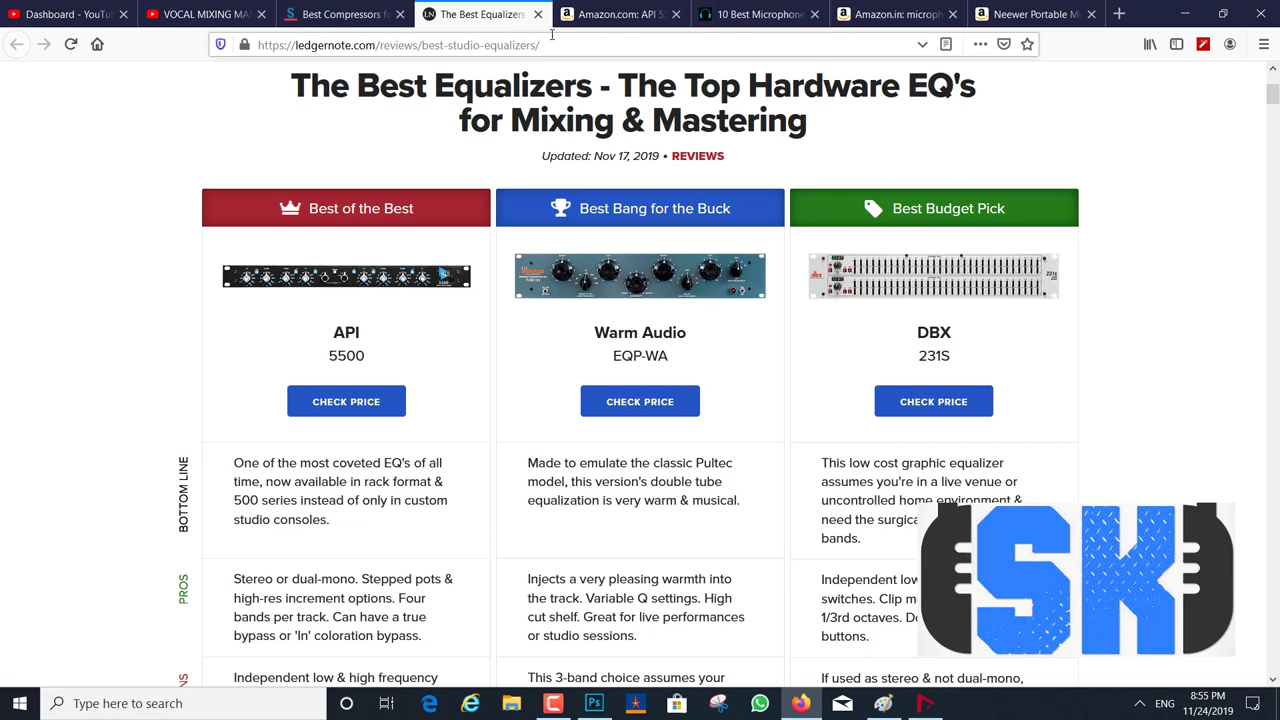 Dashboard - YouTu
VOCAL MIXING MA
Best Compressors fo
The Best Equalizers
Amazon.com: API 5
10 Best Microphone
Amazon.in: microph
Neewer Portable Mi
https://ledgernote.com/reviews/best-studio-equalizers/
The Best Equalizers - The Top Hardware EQ's
for Mixing & Mastering
Updated: Nov 17, 2019 • REVIEWS
Best of the Best
Best Bang for the Buck
Best Budget Pick
API
5500
CHECK PRICE
Warm Audio
EQP-WA
CHECK PRICE
DBX
231S
CHECK PRICE
BOTTOM LINE
One of the most coveted EQ's of all
time, now available in rack format &
500 series instead of only in custom
studio consoles.
Made to emulate the classic Pultec
model, this version's double tube
equalization is very warm & musical.
This low cost graphic equalizer
assumes you're in a live venue or
uncontrolled home environment &
need the surgica
bands.
PROS
Stereo or dual-mono. Stepped pots &
high-res increment options. Four
bands per track. Can have a true
bypass or 'In' coloration bypass.
Injects a very pleasing warmth into
the track. Variable Q settings. High
cut shelf. Great for live performances
or studio sessions.
Independent low
switches. Clip m
1/3rd octaves. Do
buttons.
Independent low & high frequency
This 3-band choice assumes your
If used as stereo & not dual-mono,
SK
Type here to search
ENG
8:55 PM
11/24/2019